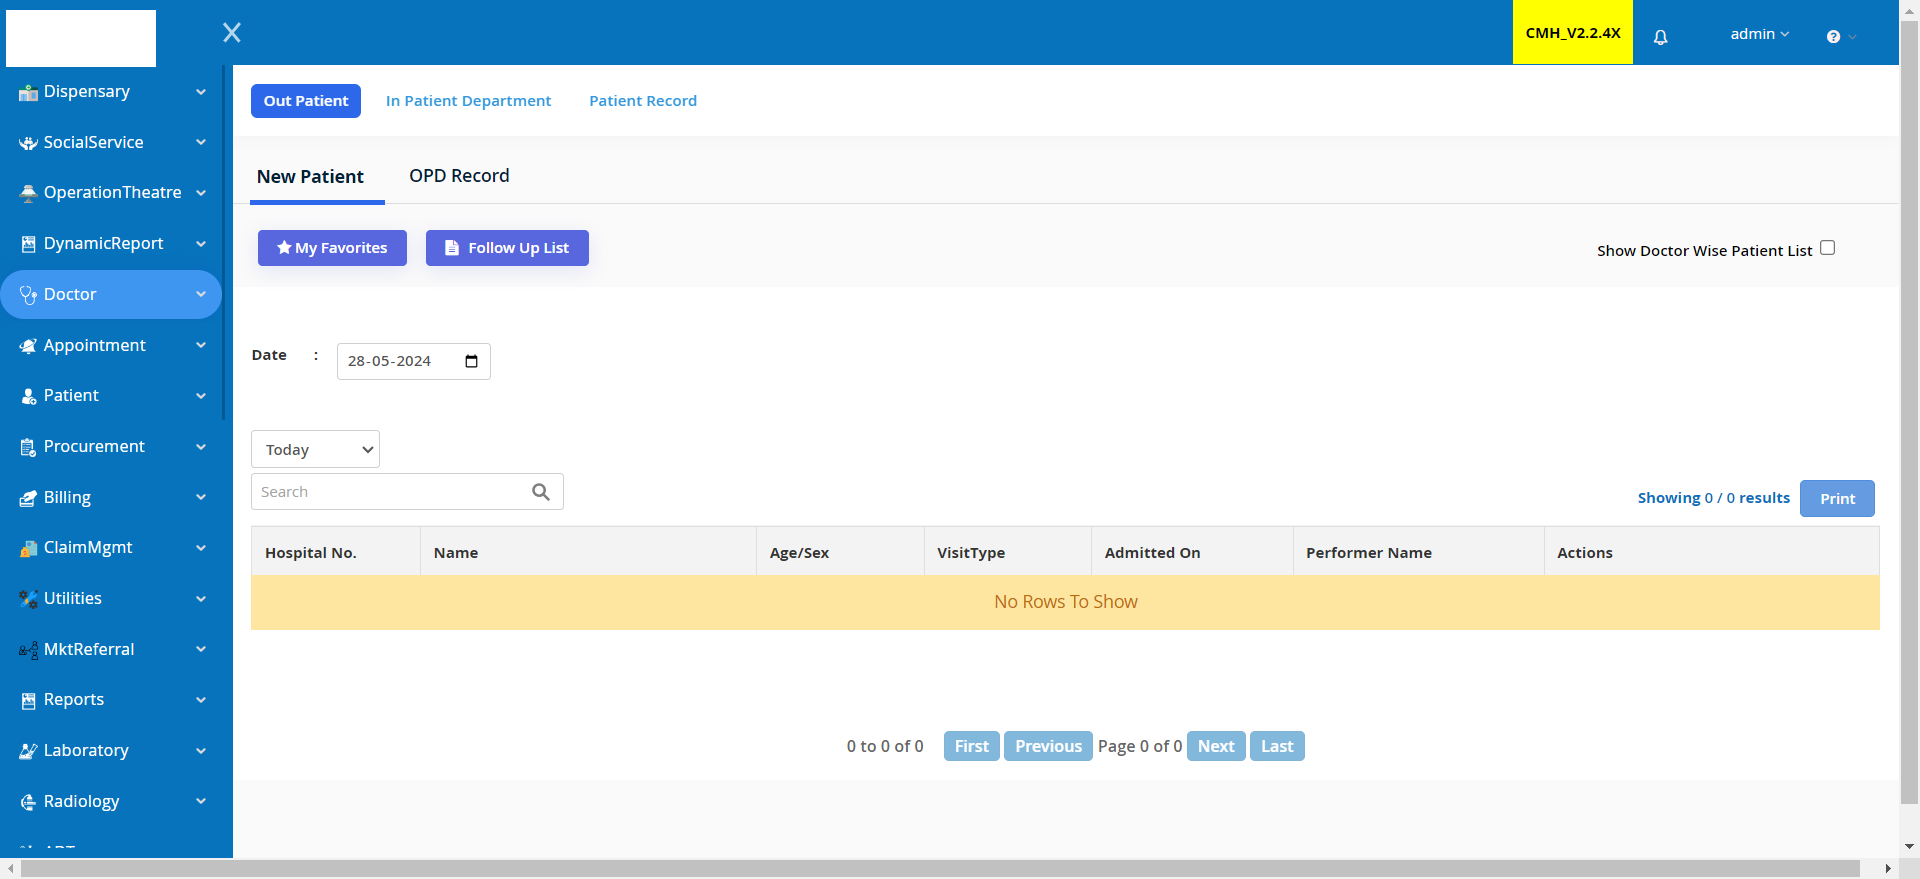 CMH_V2.2.4X
admin
Dispensary
SocialService
OperationTheatre
DynamicReport
Doctor
Appointment
Patient
Procurement
Billing
ClaimMgmt
Utilities
MktReferral
Reports
Laboratory
Radiology
Out Patient In Patient Department Patient Record
New Patient OPD Record
My Favorites Follow Up List Show Doctor Wise Patient List
Date : 28-05-2024
Today
Search
Showing 0 / 0 results Print
Hospital No. Name Age/Sex VisitType Admitted On Performer Name Actions
No Rows To Show
0 to 0 of 0 First Previous Page 0 of 0 Next Last